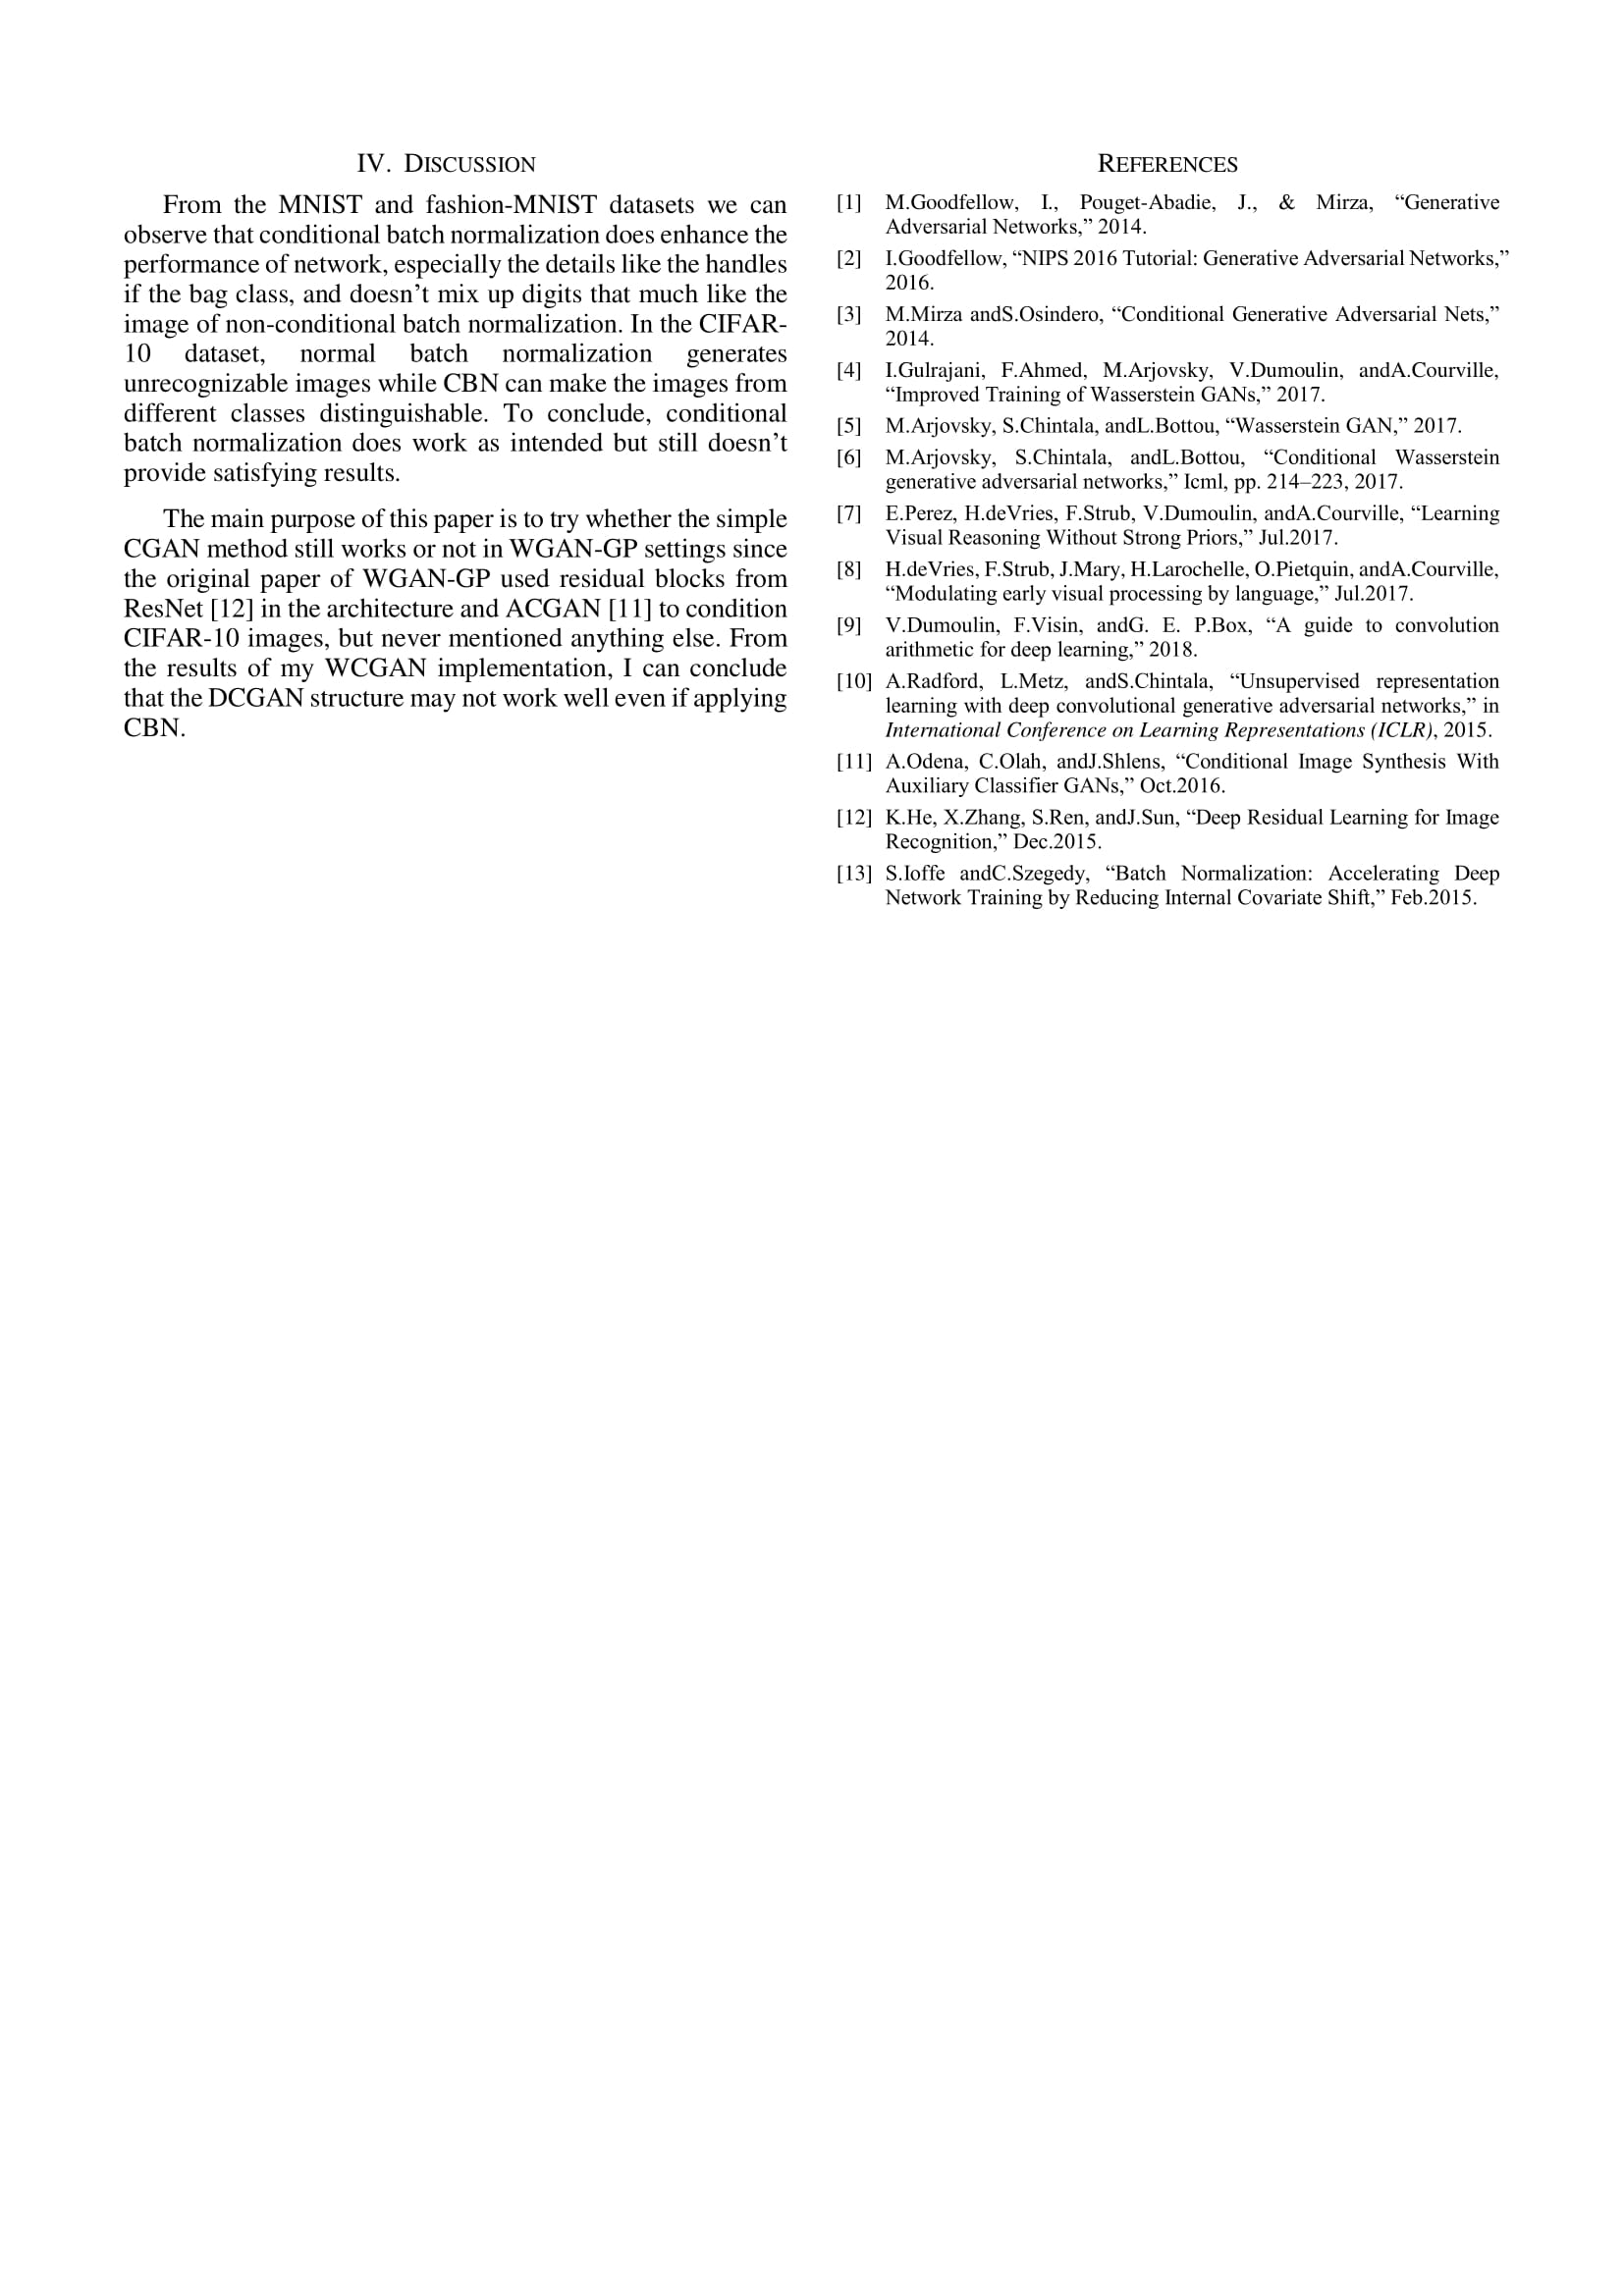 IV. DISCUSSION
From the MNIST and fashion-MNIST datasets we can
observe that conditional batch normalization does enhance the
performance of network, especially the details like the handles
if the bag class, and doesn’t mix up digits that much like the
image of non-conditional batch normalization. In the CIFAR-
10 dataset, normal batch normalization generates
unrecognizable images while CBN can make the images from
different classes distinguishable. To conclude, conditional
batch normalization does work as intended but still doesn’t
provide satisfying results.
The main purpose of this paper is to try whether the simple
CGAN method still works or not in WGAN-GP settings since
the original paper of WGAN-GP used residual blocks from
ResNet [12] in the architecture and ACGAN [11] to condition
CIFAR-10 images, but never mentioned anything else. From
the results of my WCGAN implementation, I can conclude
that the DCGAN structure may not work well even if applying
CBN.
REFERENCES
[1] M.Goodfellow, I., Pouget-Abadie, J., & Mirza, “Generative
Adversarial Networks,” 2014.
[2] I.Goodfellow, “NIPS 2016 Tutorial: Generative Adversarial Networks,”
2016.
[3] M.Mirza andS.Osindero, “Conditional Generative Adversarial Nets,”
2014.
[4] I.Gulrajani, F.Ahmed, M.Arjovsky, V.Dumoulin, andA.Courville,
“Improved Training of Wasserstein GANs,” 2017.
[5] M.Arjovsky, S.Chintala, andL.Bottou, “Wasserstein GAN,” 2017.
[6] M.Arjovsky, S.Chintala, andL.Bottou, “Conditional Wasserstein
generative adversarial networks,” Icml, pp. 214–223, 2017.
[7] E.Perez, H.deVries, F.Strub, V.Dumoulin, andA.Courville, “Learning
Visual Reasoning Without Strong Priors,” Jul.2017.
[8] H.deVries, F.Strub, J.Mary, H.Larochelle, O.Pietquin, andA.Courville,
“Modulating early visual processing by language,” Jul.2017.
[9] V.Dumoulin, F.Visin, andG. E. P.Box, “A guide to convolution
arithmetic for deep learning,” 2018.
[10] A.Radford, L.Metz, andS.Chintala, “Unsupervised representation
learning with deep convolutional generative adversarial networks,” in
International Conference on Learning Representations (ICLR), 2015.
[11] A.Odena, C.Olah, andJ.Shlens, “Conditional Image Synthesis With
Auxiliary Classifier GANs,” Oct.2016.
[12] K.He, X.Zhang, S.Ren, andJ.Sun, “Deep Residual Learning for Image
Recognition,” Dec.2015.
[13] S.Ioffe andC.Szegedy, “Batch Normalization: Accelerating Deep
Network Training by Reducing Internal Covariate Shift,” Feb.2015.